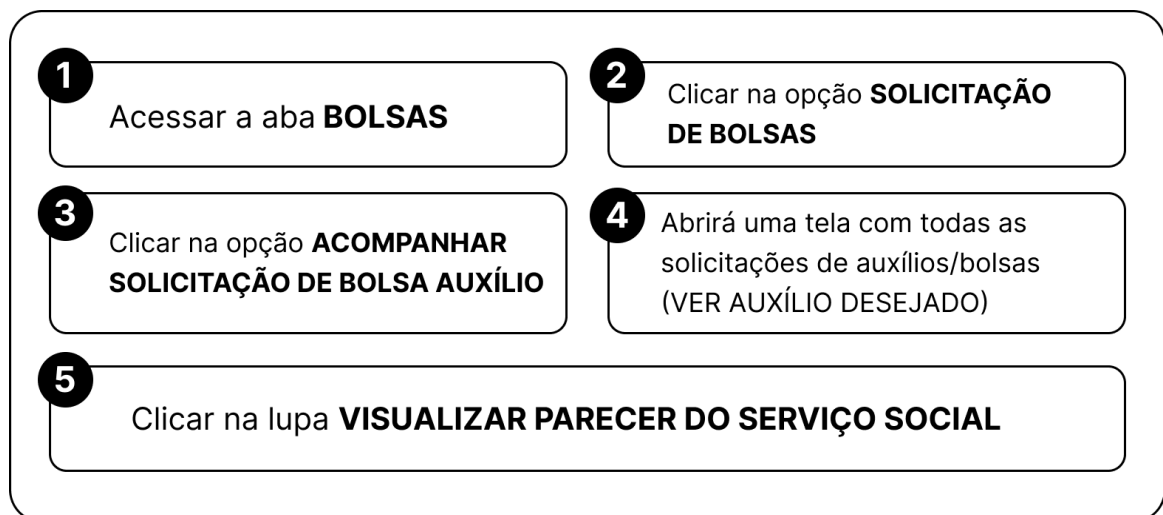 1
Acessar a aba BOLSAS
2
Clicar na opção SOLICITAÇÃO
DE BOLSAS
3
Clicar na opção ACOMPANHAR
SOLICITAÇÃO DE BOLSA AUXÍLIO
4
Abrirá uma tela com todas as
solicitações de auxílios/bolsas
(VER AUXÍLIO DESEJADO)
5
Clicar na lupa VISUALIZAR PARECER DO SERVIÇO SOCIAL